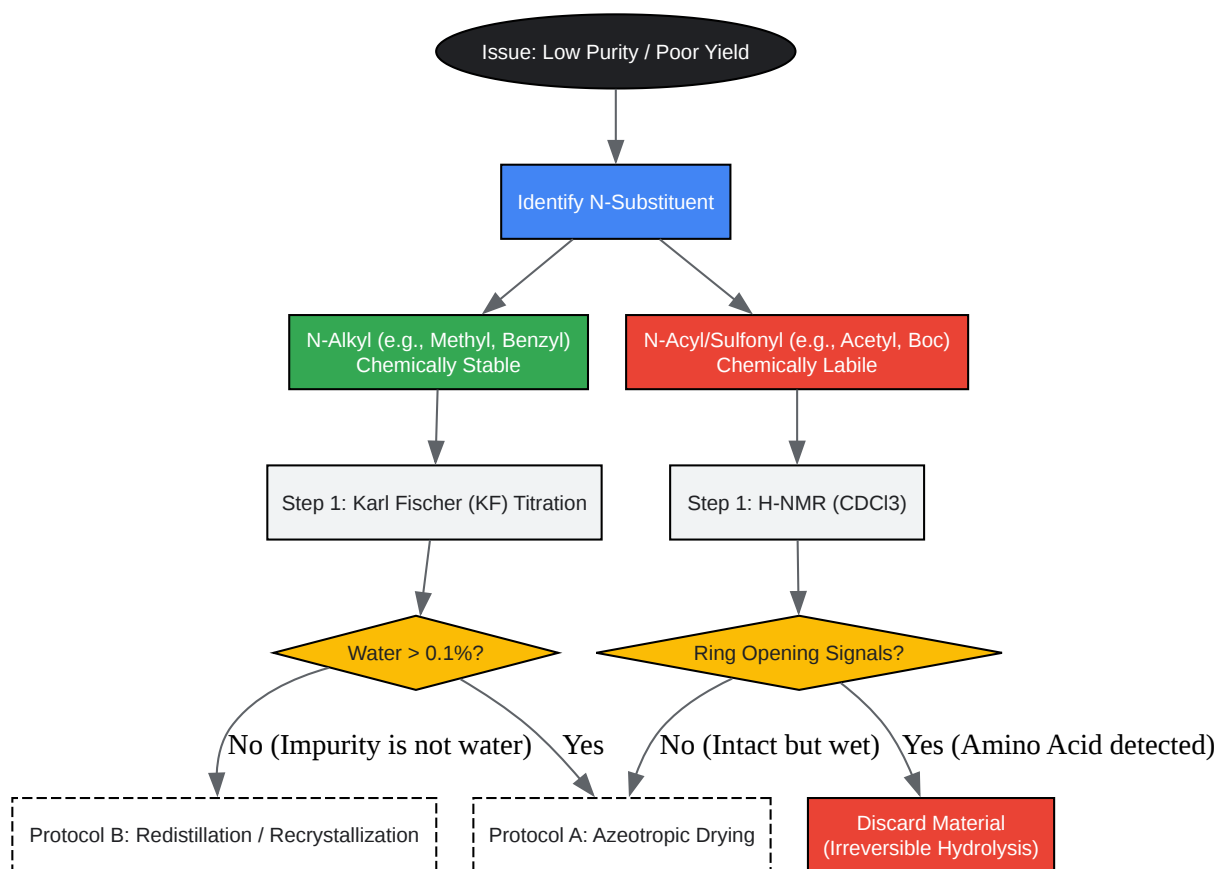 Issue: Low Purity / Poor Yield
Identify N-Substituent
N-Alkyl (e.g., Methyl, Benzyl)
Chemically Stable
N-Acyl/Sulfonyl (e.g., Acetyl, Boc)
Chemically Labile
Step 1: Karl Fischer (KF) Titration
Step 1: H-NMR (CDCl3)
Water > 0.1%?
Ring Opening Signals?
No (Impurity is not water)
Yes
No (Intact but wet)
Yes (Amino Acid detected)
Protocol B: Redistillation / Recrystallization
Protocol A: Azeotropic Drying
Discard Material
(Irreversible Hydrolysis)